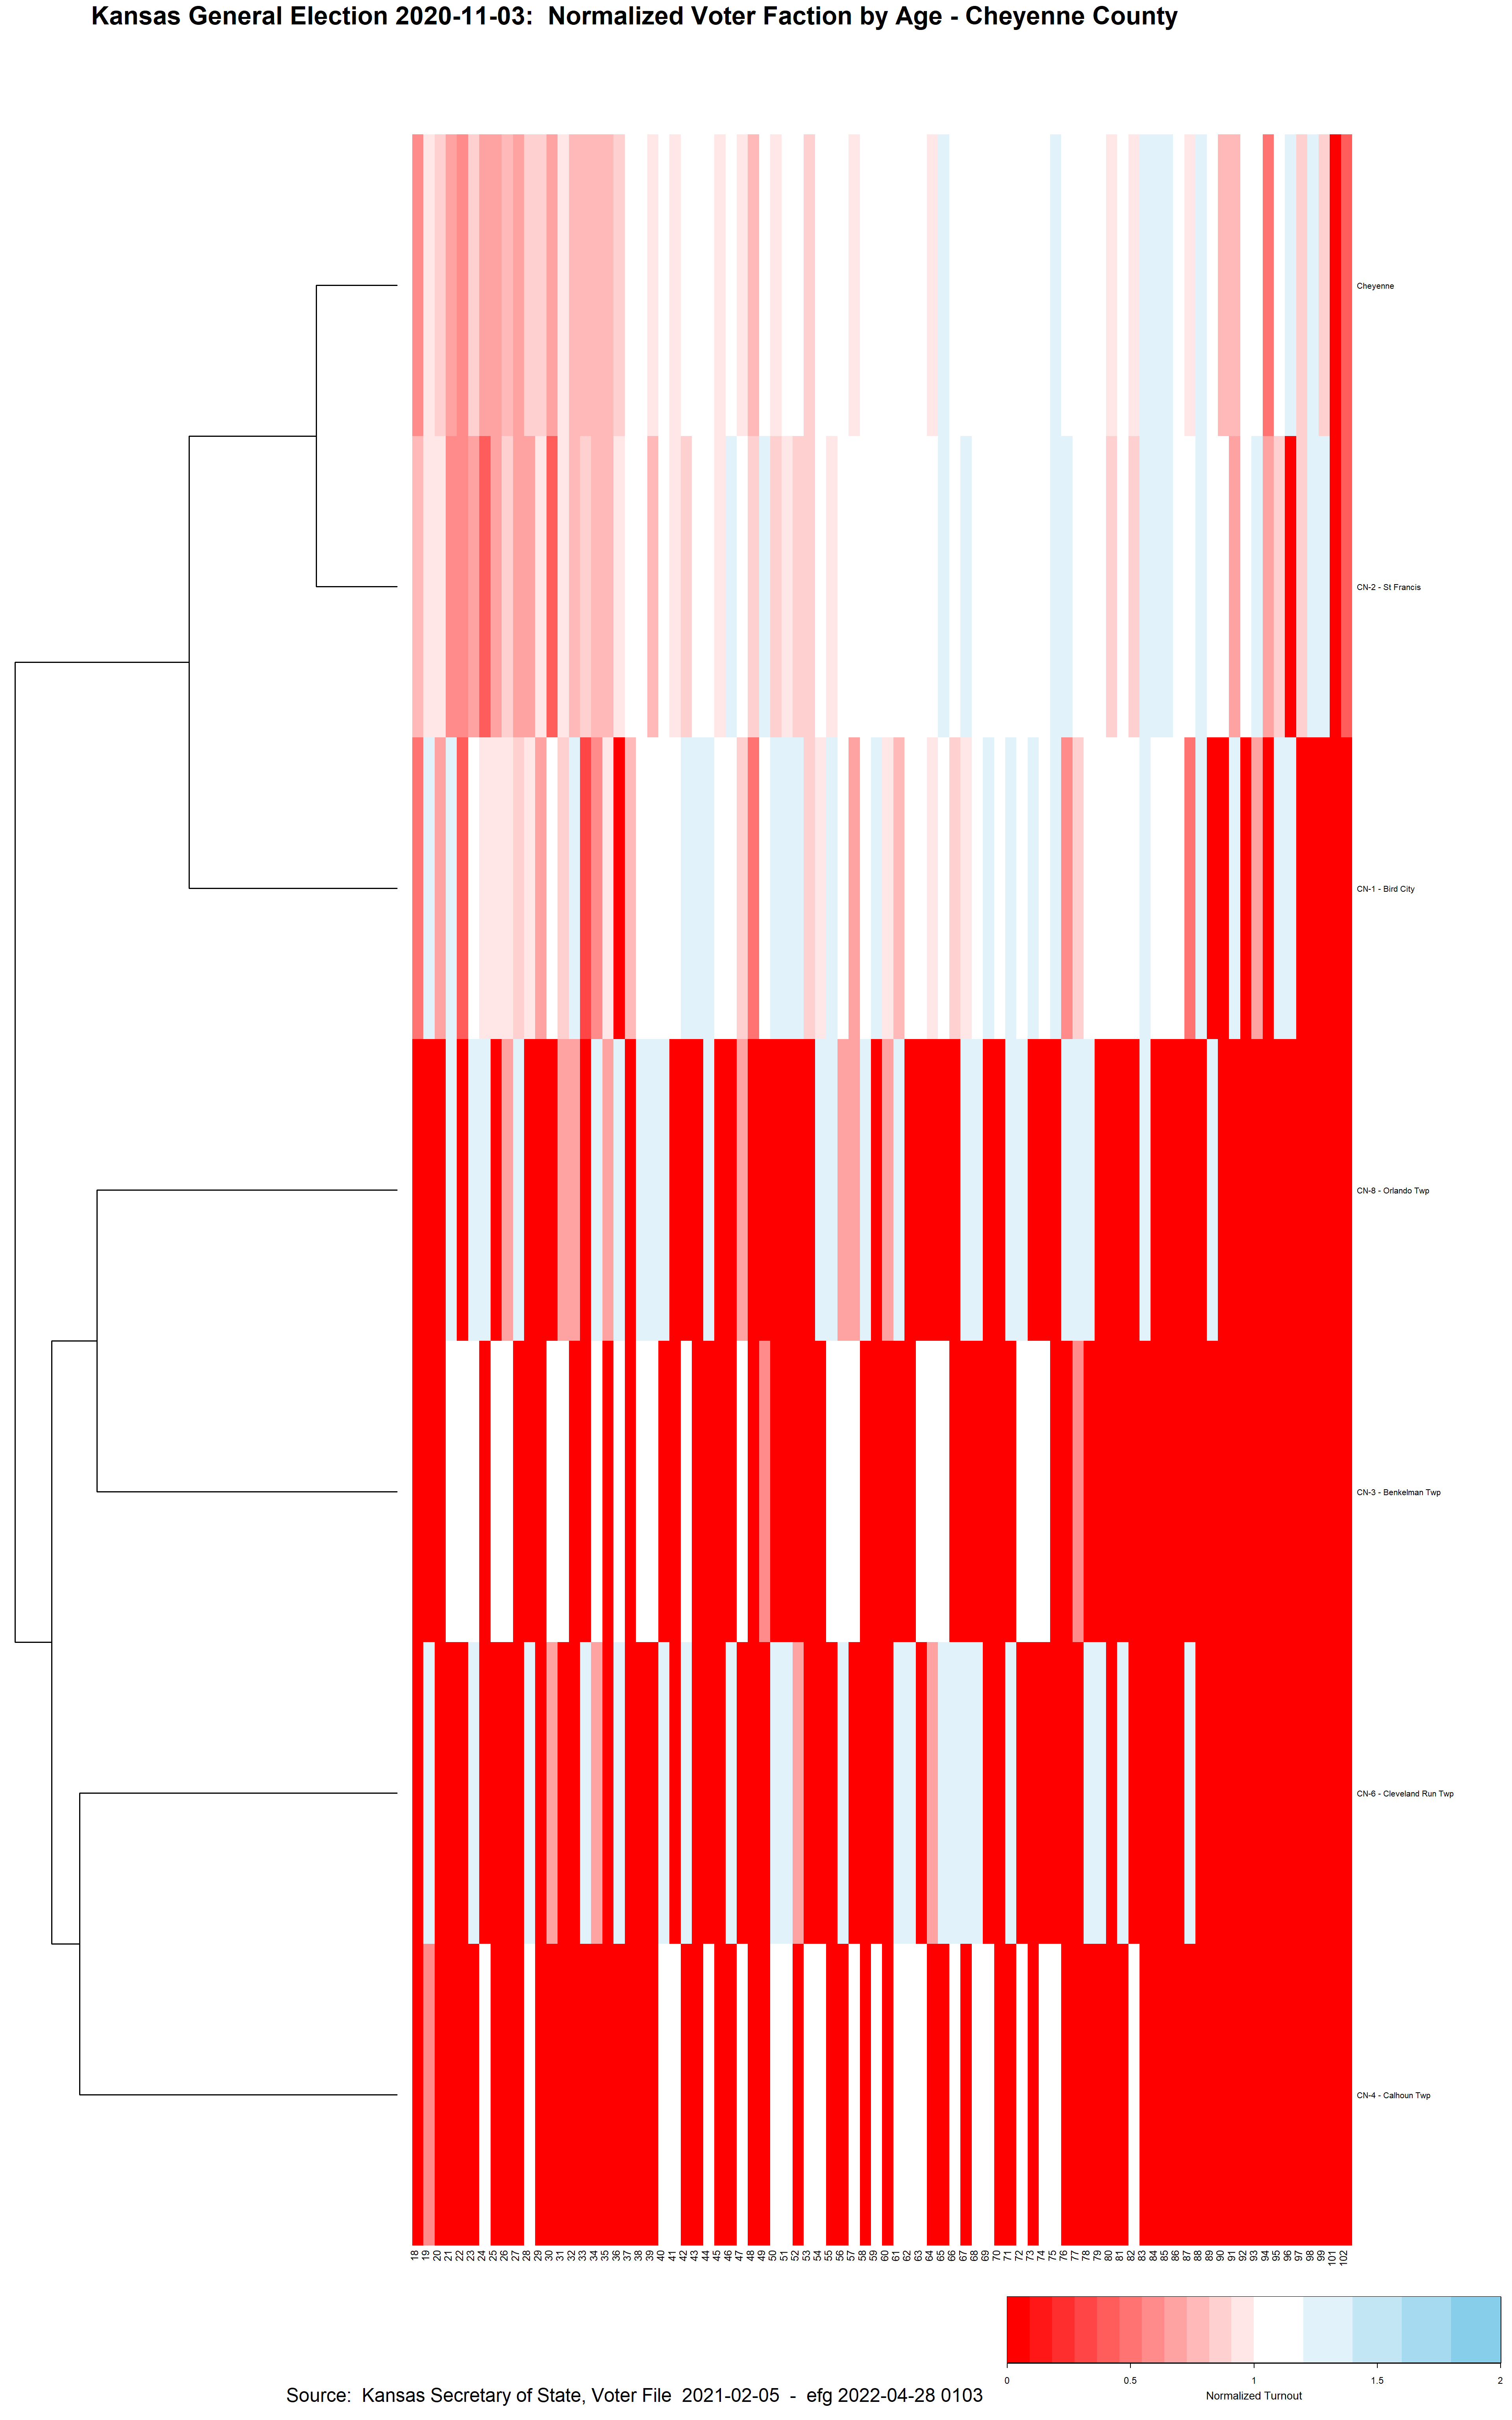 Kansas General Election 2020-11-03:  Normalized Voter Faction by Age - Cheyenne County
Cheyenne
CN-2 - St Francis
CN-1 - Bird City
CN-8 - Orlando Twp
CN-3 - Benkelman Twp
CN-6 - Cleveland Run Twp
CN-4 - Calhoun Twp
18 19 20 21 22 23 24 25 26 27 28 29 30 31 32 33 34 35 36 37 38 39 40 41 42 43 44 45 46 47 48 49 50 51 52 53 54 55 56 57 58 59 60 61 62 63 64 65 66 67 68 69 70 71 72 73 74 75 76 77 78 79 80 81 82 83 84 85 86 87 88 89 90 91 92 93 94 95 96 97 98 99 101 102
0 0.5 1 1.5 2
Normalized Turnout
Source:  Kansas Secretary of State, Voter File  2021-02-05  -  efg 2022-04-28 0103